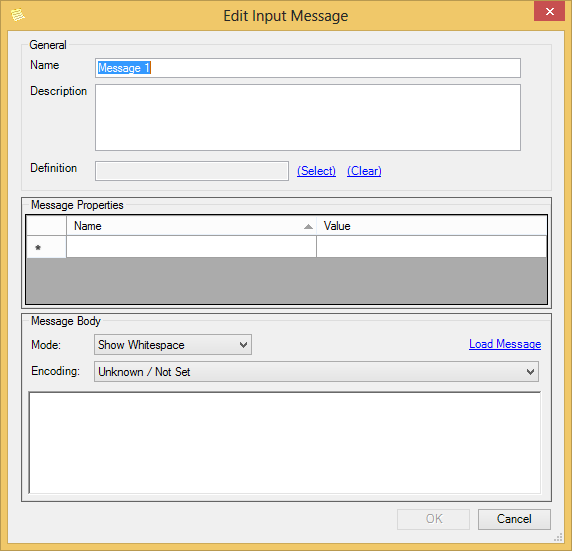 Edit Input Message
General
Name Message 1
Description
Definition (Select) (Clear)
Message Properties
Name Value
*
Message Body
Mode: Show Whitespace Load Message
Encoding: Unknown / Not Set
OK Cancel